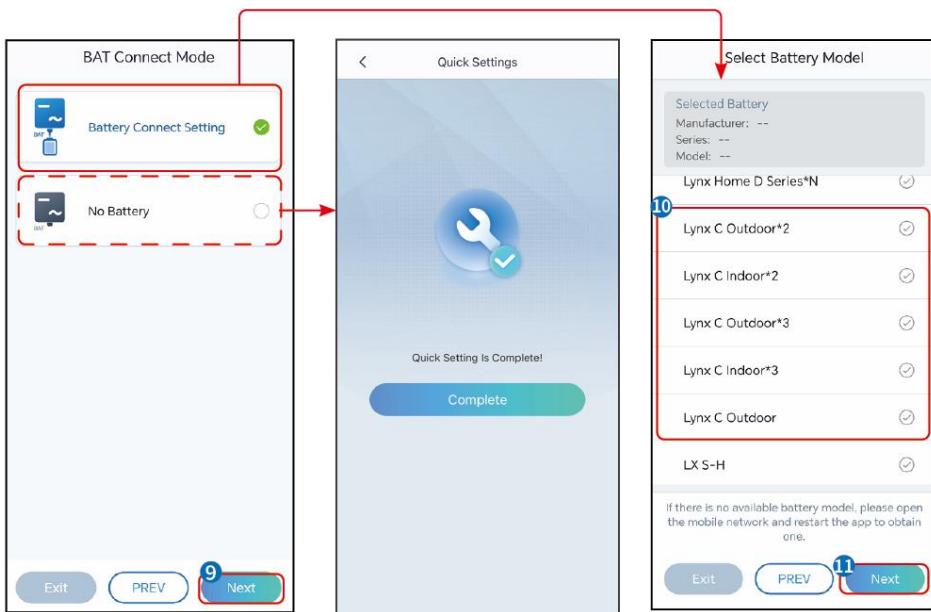 BAT Connect Mode
BAT
Battery Connect Setting
BAT
No Battery
Exit
PREV
9
Next
Quick Settings
Quick Setting Is Complete!
Complete
Select Battery Model
Selected Battery
Manufacturer: --
Series: --
Model: --
Lynx Home D Series*N
10
Lynx C Outdoor*2
Lynx C Indoor*2
Lynx C Outdoor*3
Lynx C Indoor*3
Lynx C Outdoor
LX S-H
If there is no available battery model, please open
the mobile network and restart the app to obtain
one.
Exit
PREV
11
Next